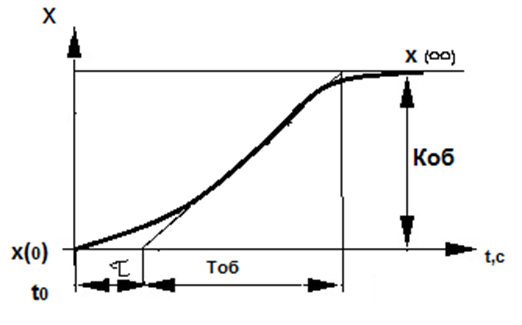 X
X (∞)
Коб
X(0)
τ
Тоб
t,с
t0